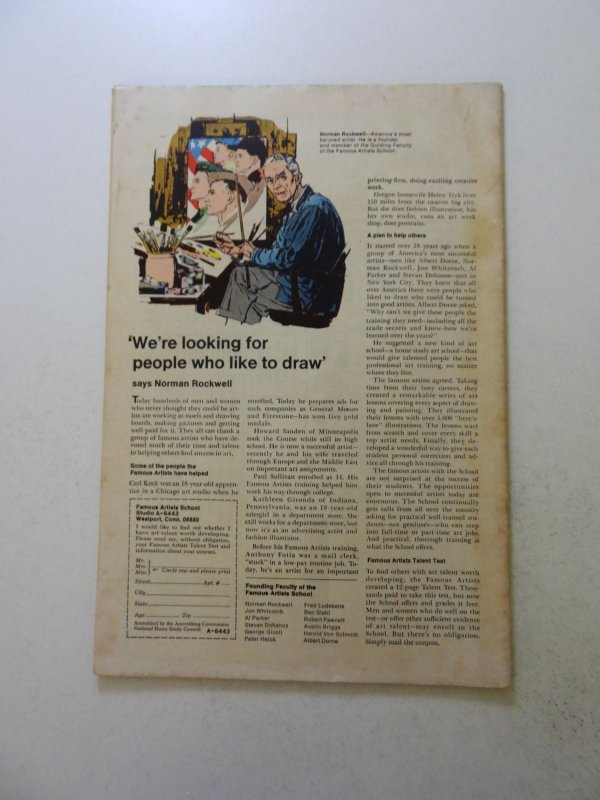 Norman Rockwell—America's most
beloved artist. He is a founder
and member of the Guiding Faculty
of the Famous Artists School.
'We're looking for
people who like to draw'
says Norman Rockwell
Today hundreds of men and women
who never thought they could be art-
ists are working at easels and drawing
boards, making pictures and getting
well paid for it. They all can thank a
group of famous artists who have de-
voted much of their time and talent
to helping others find success in art.
Some of the people the
Famous Artists have helped
Carl Kock was an 18-year-old appren-
tice in a Chicago art studio when he
Famous Artists School
Studio A-6443
Westport, Conn. 06880
I would like to find out whether I
have art talent worth developing.
Please send me, without obligation,
your Famous Artists Talent Test and
information about your courses.
Mr.
Mrs.
Miss
Circle one and please print
Street Apt. #
City
State
Age Zip
Accredited by the Accrediting Commission
National Home Study Council A-6443
enrolled. Today he prepares ads for
such companies as General Motors
and Firestone—has won five gold
medals.
Howard Sanden of Minneapolis
took the Course while still in high
school. He is now a successful artist—
recently he and his wife traveled
through Europe and the Middle East
on important art assignments.
Paul Sullivan enrolled at 14. His
Famous Artists training helped him
work his way through college.
Kathleen Gironda of Indiana,
Pennsylvania, was an 18-year-old
salesgirl in a department store. She
still works for a department store, but
now it's as an advertising artist and
fashion illustrator.
Before his Famous Artists training,
Anthony Fotia was a mail clerk,
"stuck" in a low pay routine job. To-
day, he's an artist for an important
Founding Faculty of the
Famous Artists School
Norman Rockwell
Jon Whitcomb
Al Parker
Stevan Dohanos
George Giusti
Peter Helck
Fred Ludekens
Ben Stahl
Robert Fawcett
Austin Briggs
Harold Von Schmidt
Albert Dorne
printing firm, doing exciting creative
work.
Oregon housewife Helen Teyk lives
150 miles from the nearest big city.
But she does fashion illustration, has
her own studio, runs an art work
shop, does portraits.
A plan to help others
It started over 18 years ago when a
group of America's most successful
artists—men like Albert Dorne, Nor-
man Rockwell, Jon Whitcomb, Al
Parker and Stevan Dohanos—met in
New York City. They knew that all
over America there were people who
liked to draw who could be turned
into good artists. Albert Dorne asked,
"Why can't we give these people the
training they need—including all the
trade secrets and know-how we've
learned over the years?"
He suggested a new kind of art
school—a home study art school—that
would give talented people the best
professional art training, no matter
where they live.
The famous artists agreed. Taking
time from their busy careers, they
created a remarkable series of art
lessons covering every aspect of draw-
ing and painting. They illustrated
their lessons with over 5,000 "here's-
how" illustrations. The lessons start
from scratch and cover every skill a
top artist needs. Finally, they de-
veloped a wonderful way to give each
student personal correction and ad-
vice all through his training.
The famous artists with the School
are not surprised at the success of
their students. The opportunities
open to successful artists today are
enormous. The School continually
gets calls from all over the country
asking for practical well-trained stu-
dents—not geniuses—who can step
into full-time or part-time art jobs.
And practical, thorough training is
what the School offers.
Famous Artists Talent Test
To find others with art talent worth
developing, the Famous Artists
created a 12-page Talent Test. Thou-
sands paid to take this test, but now
the School offers and grades it free.
Men and women who do well on the
test—or offer other sufficient evidence
of art talent—may enroll in the
School. But there's no obligation.
Simply mail the coupon.